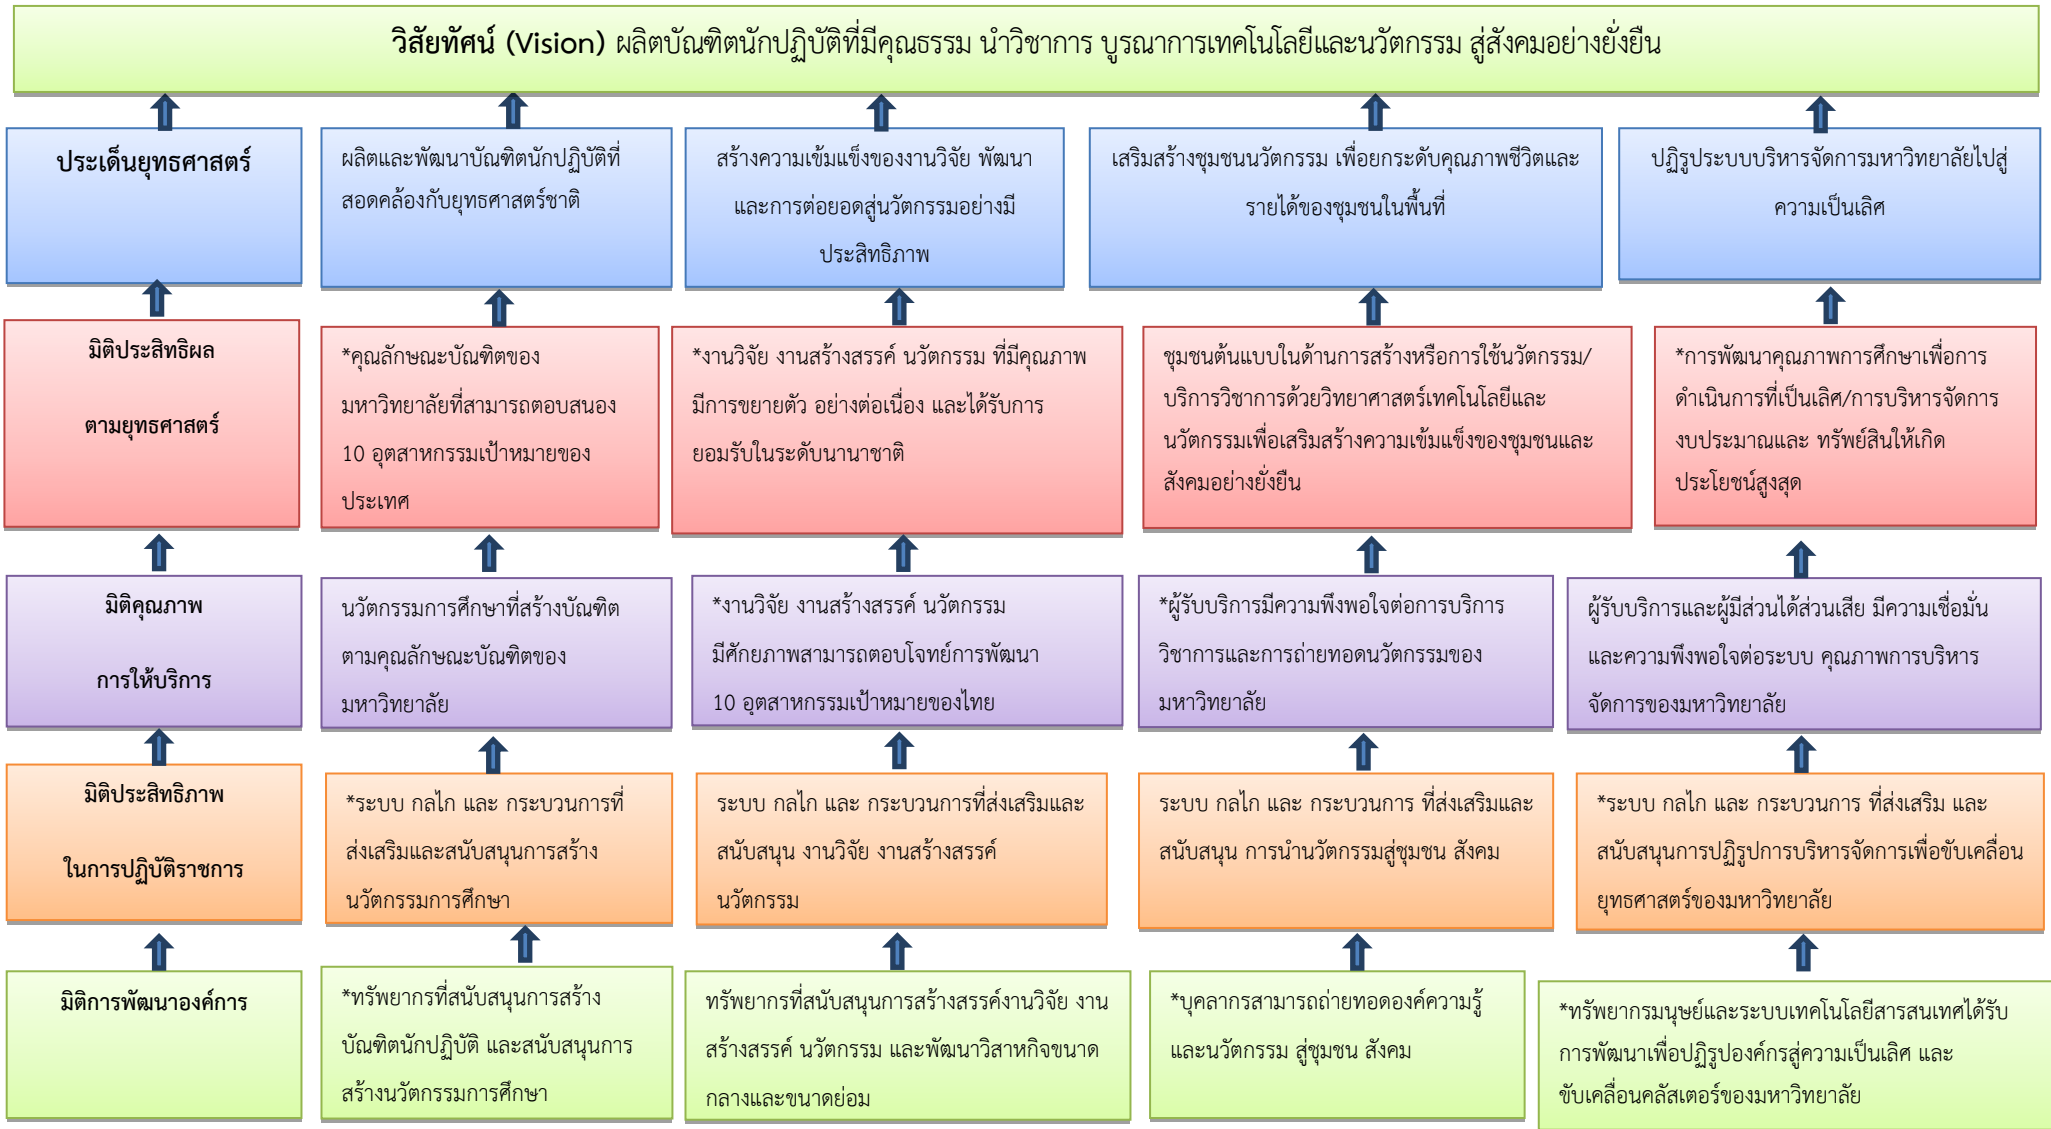 วิสัยทัศน์ (Vision) ผลิตบัณฑิตนักปฏิบัติที่มีคุณธรรม นำวิชาการ บูรณาการเทคโนโลยีและนวัตกรรม สู่สังคมอย่างยั่งยืน
ประเด็นยุทธศาสตร์
ผลิตและพัฒนาบัณฑิตนักปฏิบัติที่
สอดคล้องกับยุทธศาสตร์ชาติ
สร้างความเข้มแข็งของงานวิจัย พัฒนา
และการต่อยอดสู่นวัตกรรมอย่างมี
ประสิทธิภาพ
เสริมสร้างชุมชนนวัตกรรม เพื่อยกระดับคุณภาพชีวิตและ
รายได้ของชุมชนในพื้นที่
ปฏิรูประบบบริหารจัดการมหาวิทยาลัยไปสู่
ความเป็นเลิศ
มิติประสิทธิผล
ตามยุทธศาสตร์
*คุณลักษณะบัณฑิตของ
มหาวิทยาลัยที่สามารถตอบสนอง
10 อุตสาหกรรมเป้าหมายของ
ประเทศ
*งานวิจัย งานสร้างสรรค์ นวัตกรรม ที่มีคุณภาพ
มีการขยายตัว อย่างต่อเนื่อง และได้รับการ
ยอมรับในระดับนานาชาติ
ชุมชนต้นแบบในด้านการสร้างหรือการใช้นวัตกรรม/
บริการวิชาการด้วยวิทยาศาสตร์เทคโนโลยีและ
นวัตกรรมเพื่อเสริมสร้างความเข้มแข็งของชุมชนและ
สังคมอย่างยั่งยืน
*การพัฒนาคุณภาพการศึกษาเพื่อการ
ดำเนินการที่เป็นเลิศ/การบริหารจัดการ
งบประมาณและ ทรัพย์สินให้เกิด
ประโยชน์สูงสุด
มิติคุณภาพ
การให้บริการ
นวัตกรรมการศึกษาที่สร้างบัณฑิต
ตามคุณลักษณะบัณฑิตของ
มหาวิทยาลัย
*งานวิจัย งานสร้างสรรค์ นวัตกรรม
มีศักยภาพสามารถตอบโจทย์การพัฒนา
10 อุตสาหกรรมเป้าหมายของไทย
*ผู้รับบริการมีความพึงพอใจต่อการบริการ
วิชาการและการถ่ายทอดนวัตกรรมของ
มหาวิทยาลัย
ผู้รับบริการและผู้มีส่วนได้ส่วนเสีย มีความเชื่อมั่น
และความพึงพอใจต่อระบบ คุณภาพการบริหาร
จัดการของมหาวิทยาลัย
มิติประสิทธิภาพ
ในการปฏิบัติราชการ
*ระบบ กลไก และ กระบวนการที่
ส่งเสริมและสนับสนุนการสร้าง
นวัตกรรมการศึกษา
ระบบ กลไก และ กระบวนการที่ส่งเสริมและ
สนับสนุน งานวิจัย งานสร้างสรรค์
นวัตกรรม
ระบบ กลไก และ กระบวนการ ที่ส่งเสริมและ
สนับสนุน การนำนวัตกรรมสู่ชุมชน สังคม
*ระบบ กลไก และ กระบวนการ ที่ส่งเสริม และ
สนับสนุนการปฏิรูปการบริหารจัดการเพื่อขับเคลื่อน
ยุทธศาสตร์ของมหาวิทยาลัย
มิติการพัฒนาองค์การ
*ทรัพยากรที่สนับสนุนการสร้าง
บัณฑิตนักปฏิบัติ และสนับสนุนการ
สร้างนวัตกรรมการศึกษา
ทรัพยากรที่สนับสนุนการสร้างสรรค์งานวิจัย งาน
สร้างสรรค์ นวัตกรรม และพัฒนาวิสาหกิจขนาด
กลางและขนาดย่อม
*บุคลากรสามารถถ่ายทอดองค์ความรู้
และนวัตกรรม สู่ชุมชน สังคม
*ทรัพยากรมนุษย์และระบบเทคโนโลยีสารสนเทศได้รับ
การพัฒนาเพื่อปฏิรูปองค์กรสู่ความเป็นเลิศ และ
ขับเคลื่อนคลัสเตอร์ของมหาวิทยาลัย